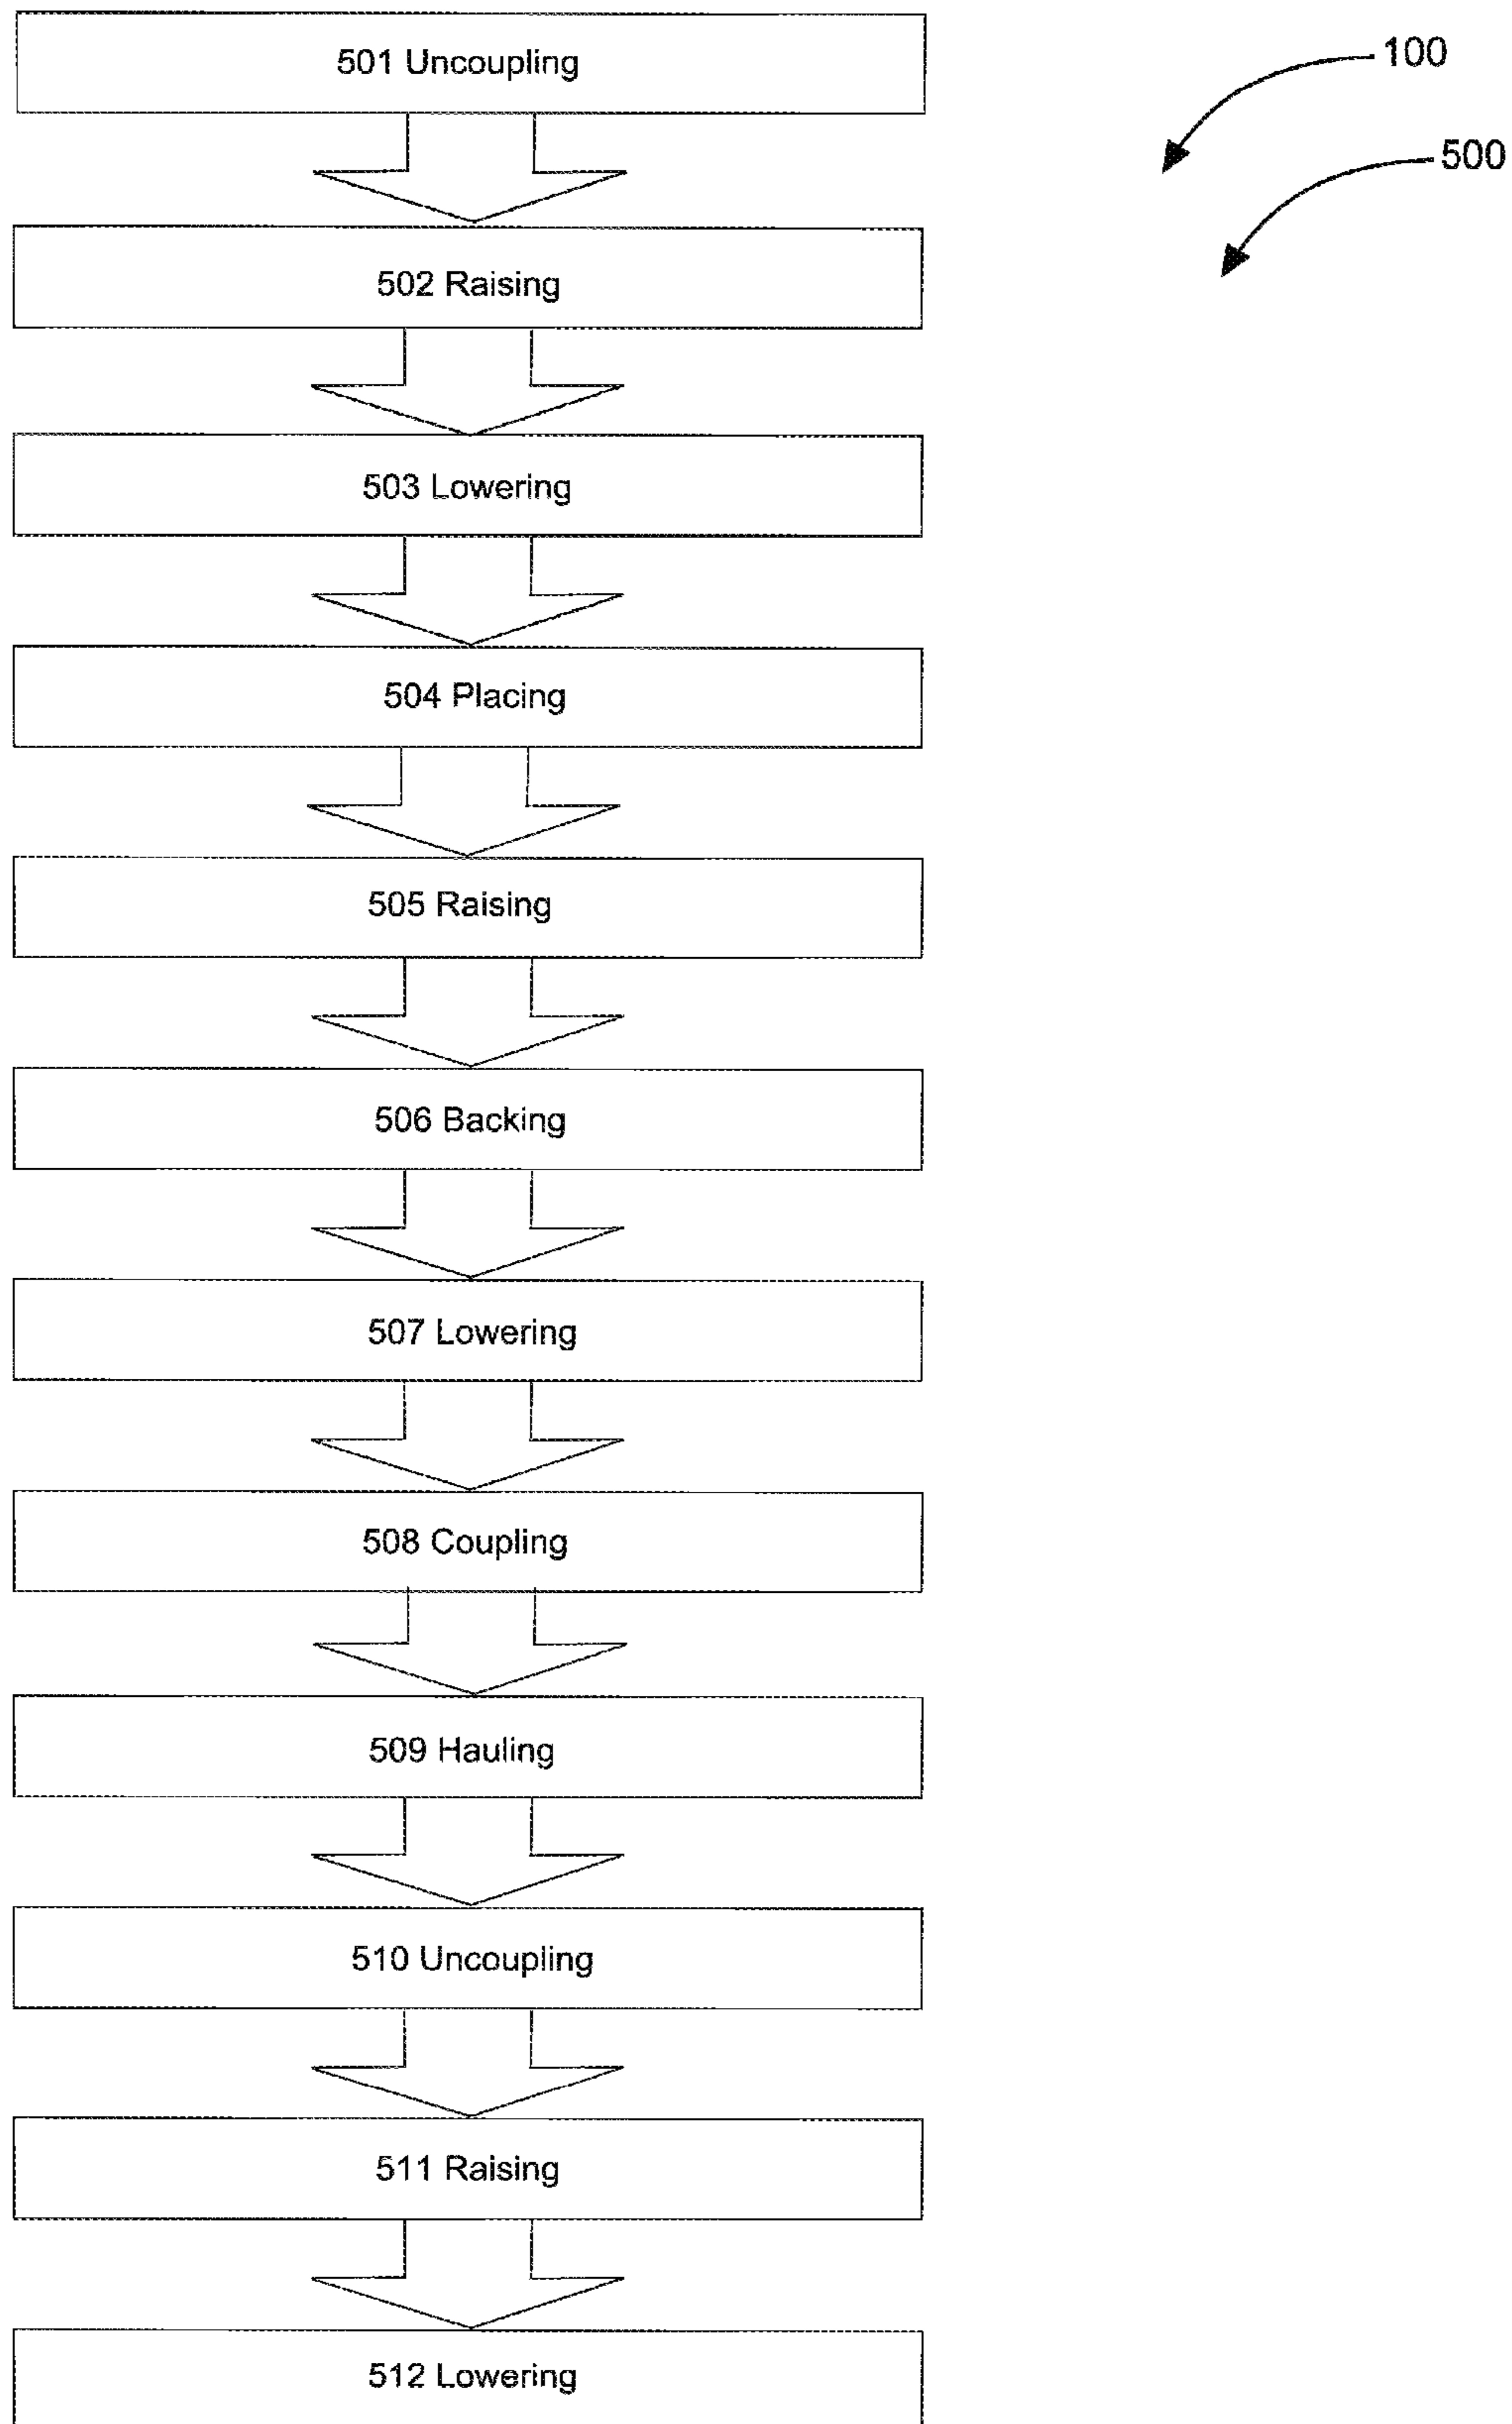 501 Uncoupling
100
500
502 Raising
503 Lowering
504 Placing
505 Raising
506 Backing
507 Lowering
508 Coupling
509 Hauling
510 Uncoupling
511 Raising
512 Lowering